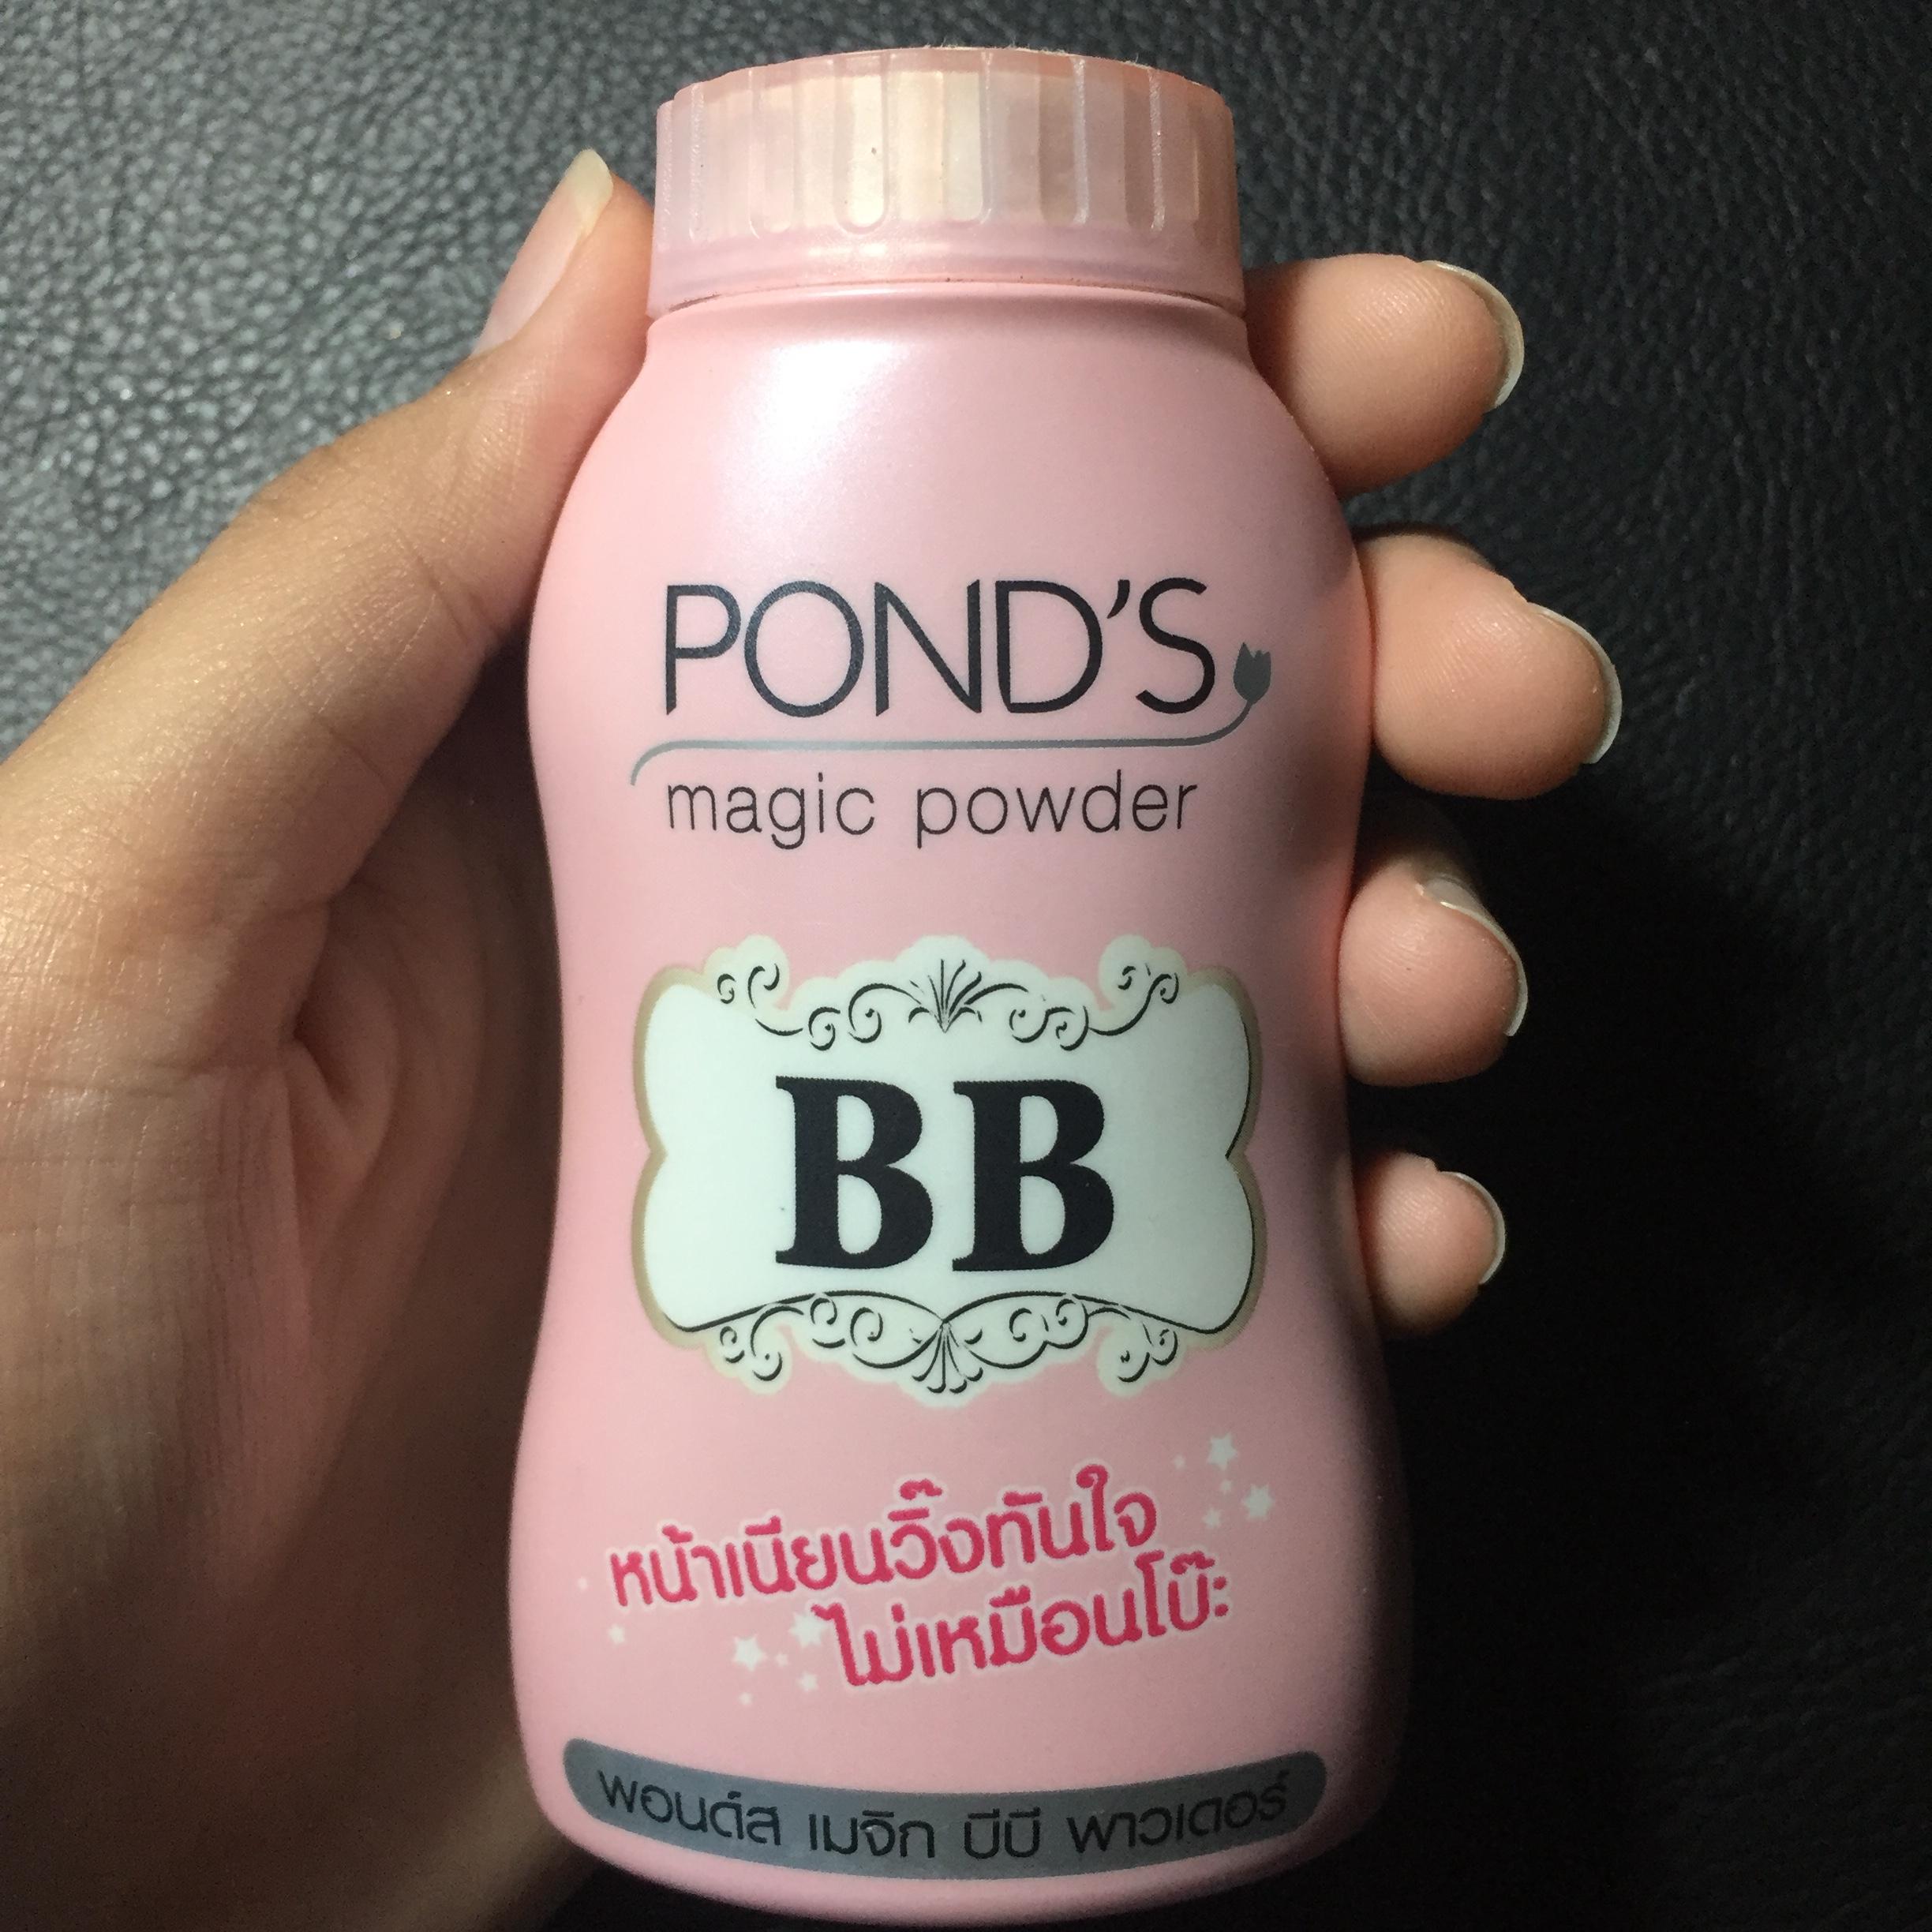 POND'S
magic powder
BB
หน้าเนียนวิ๊งทันใจ
ไม่เหมือนโบ๊ะ
พอนด์ส เมจิก บีบี พาวเดอร์